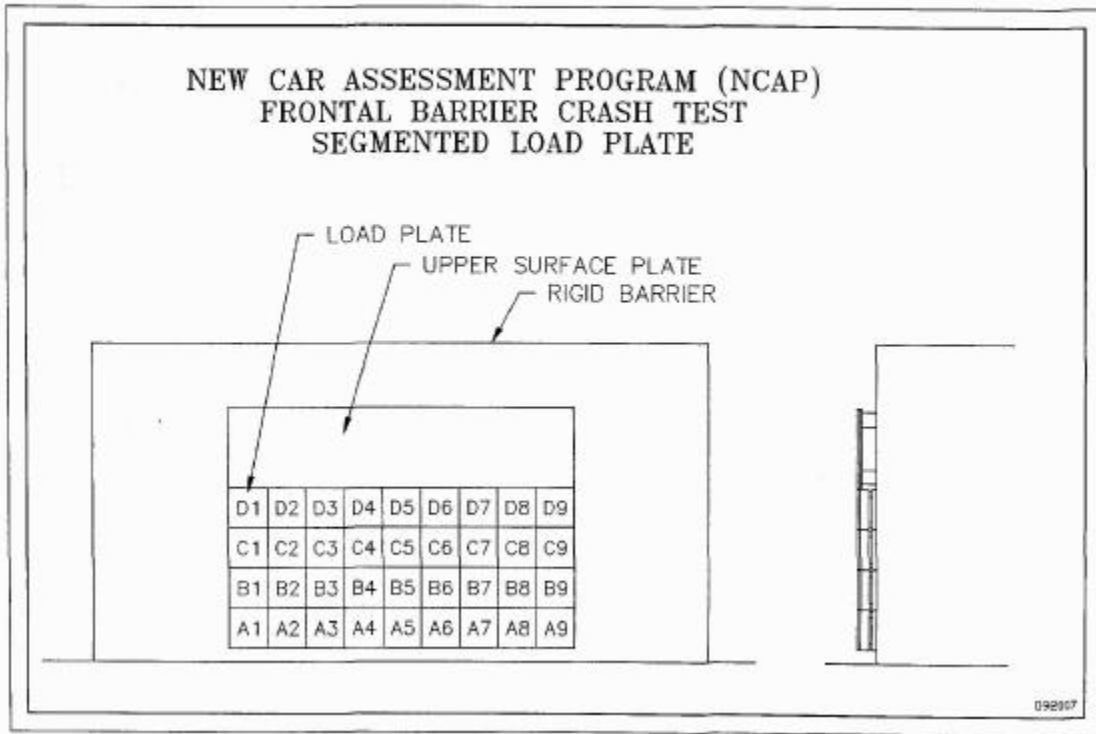 NEW CAR ASSESSMENT PROGRAM (NCAP)
FRONTAL BARRIER CRASH TEST
SEGMENTED LOAD PLATE
LOAD PLATE
UPPER SURFACE PLATE
RIGID BARRIER
D1 D2 D3 D4 D5 D6 D7 D8 D9
C1 C2 C3 C4 C5 C6 C7 C8 C9
B1 B2 B3 B4 B5 B6 B7 B8 B9
A1 A2 A3 A4 A5 A6 A7 A8 A9